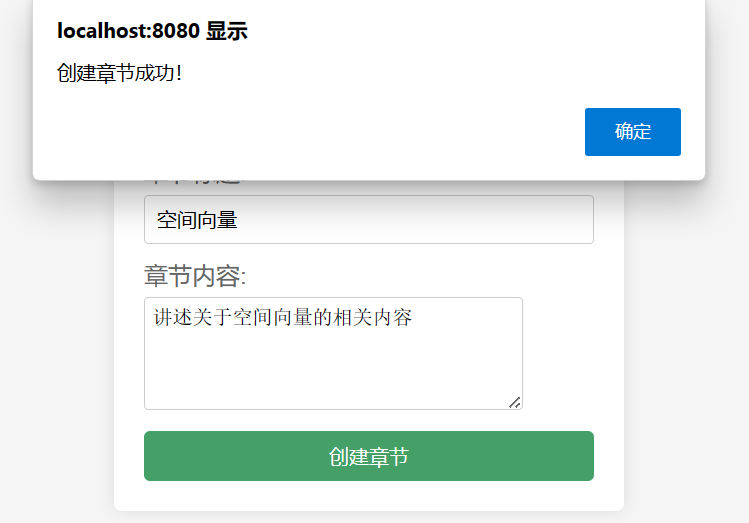 localhost:8080 显示
创建章节成功！
确定
空间向量
章节内容:
讲述关于空间向量的相关内容
创建章节